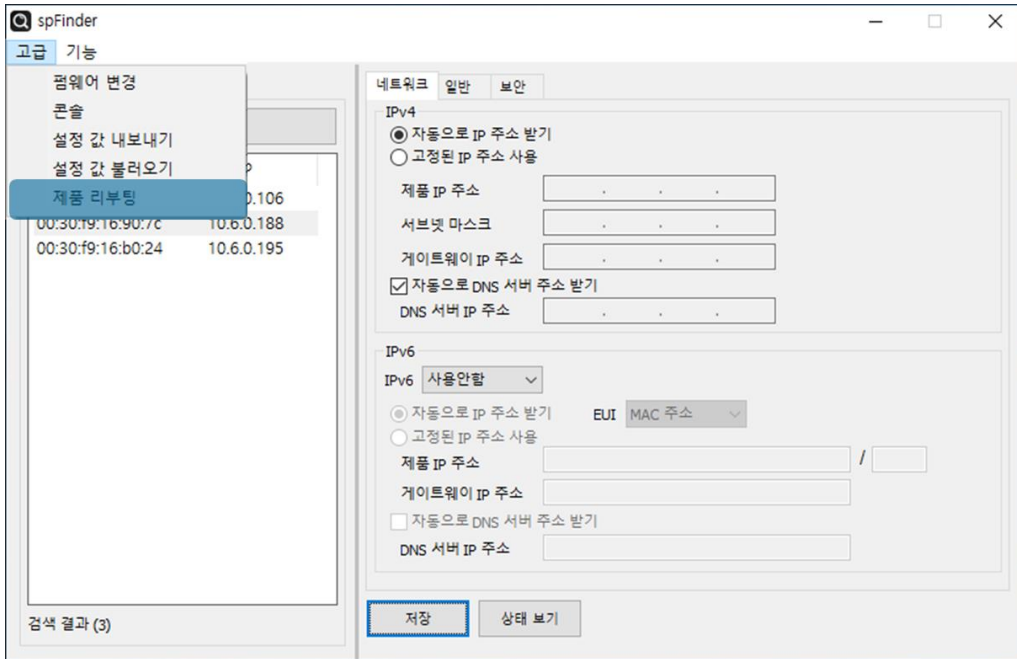 spFinder
고급 기능
펌웨어 변경
콘솔
설정 값 내보내기
설정 값 불러오기
제품 리부팅
0.106
00:30:f9:16:90:7c 10.6.0.188
00:30:f9:16:b0:24 10.6.0.195
검색 결과 (3)
네트워크 일반 보안
IPv4
자동으로 IP 주소 받기
고정된 IP 주소 사용
제품 IP 주소 . . .
서브넷 마스크 . . .
게이트웨이 IP 주소 . . .
자동으로 DNS 서버 주소 받기
DNS 서버 IP 주소 . . .
IPv6
IPv6 사용안함
자동으로 IP 주소 받기 EUI MAC 주소
고정된 IP 주소 사용
제품 IP 주소 /
게이트웨이 IP 주소
자동으로 DNS 서버 주소 받기
DNS 서버 IP 주소
저장 상태 보기